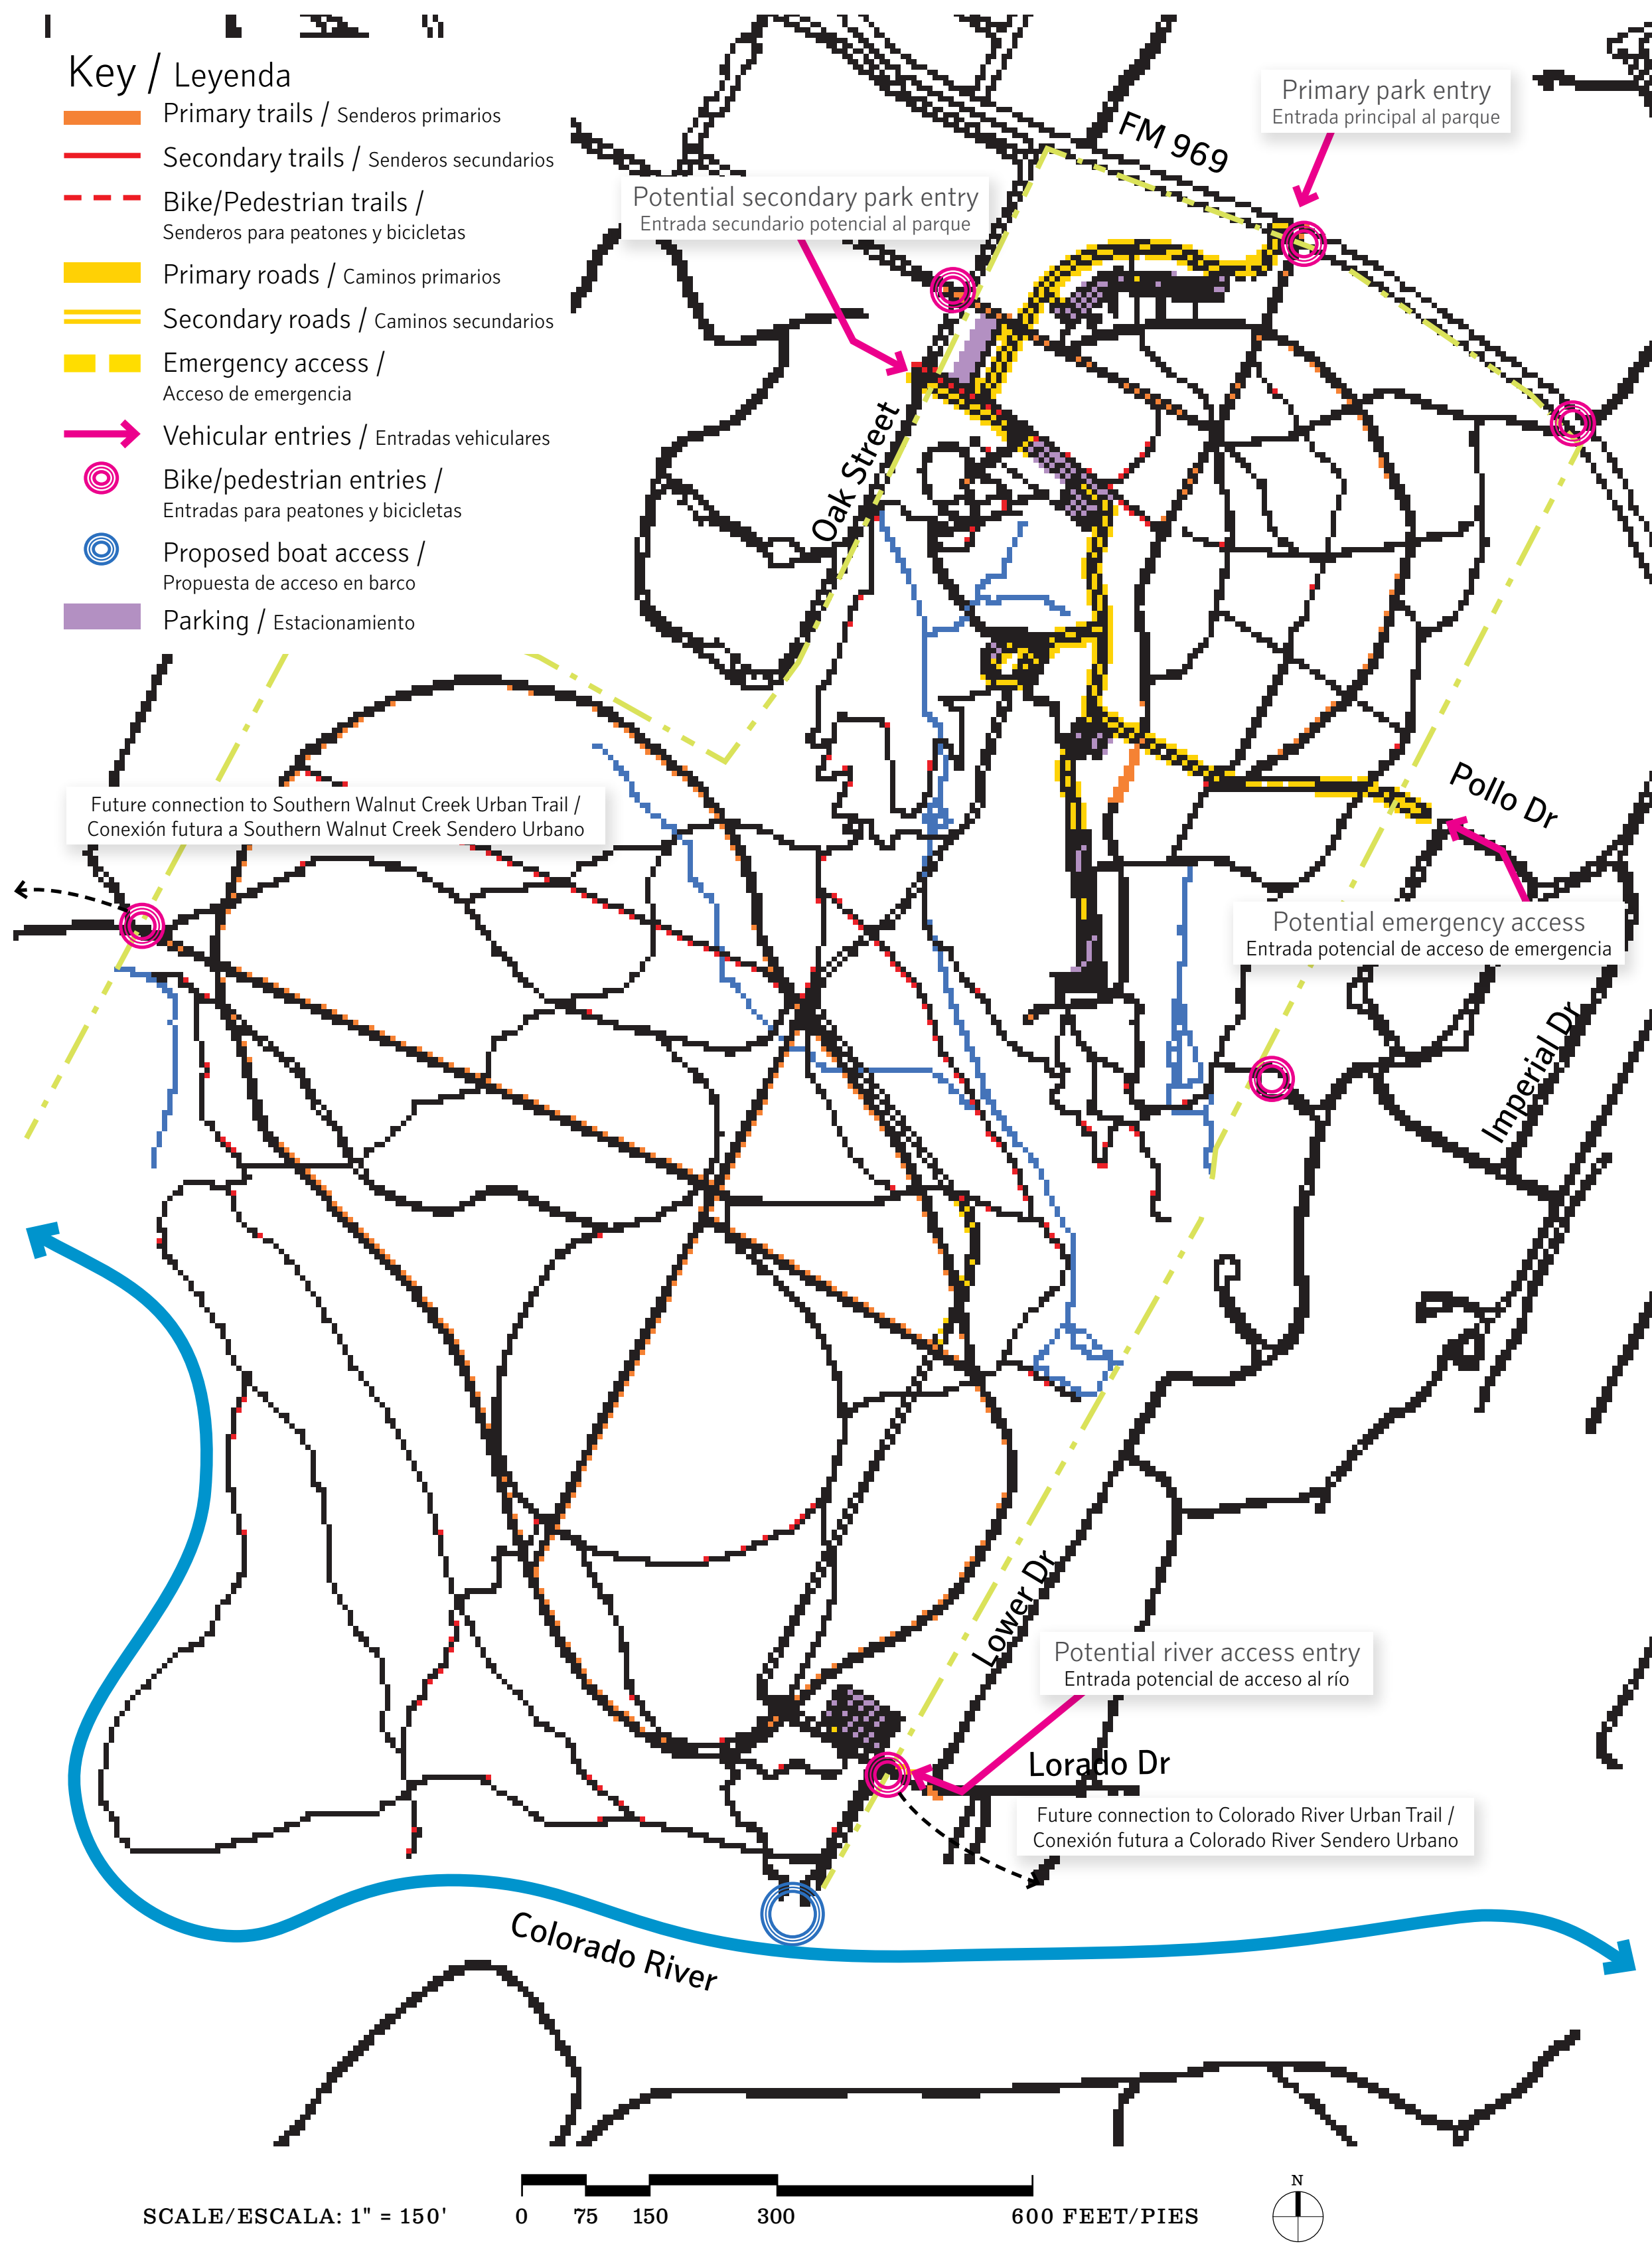 Key / Leyenda
Primary trails / Senderos primarios
Secondary trails / Senderos secundarios
Bike/Pedestrian trails /
Senderos para peatones y bicicletas
Primary roads / Caminos primarios
Secondary roads / Caminos secundarios
Emergency access /
Acceso de emergencia
Vehicular entries / Entradas vehiculares
Bike/pedestrian entries /
Entradas para peatones y bicicletas
Proposed boat access /
Propuesta de acceso en barco
Parking / Estacionamiento
Primary park entry
Entrada principal al parque
FM 969
Potential secondary park entry
Entrada secundario potencial al parque
Oak Street
Pollo Dr
Future connection to Southern Walnut Creek Urban Trail /
Conexión futura a Southern Walnut Creek Sendero Urbano
Potential emergency access
Entrada potencial de acceso de emergencia
Imperial Dr
Lower Dr
Potential river access entry
Entrada potencial de acceso al río
Lorado Dr
Future connection to Colorado River Urban Trail /
Conexión futura a Colorado River Sendero Urbano
Colorado River
N
SCALE/ESCALA: 1" = 150' 0 75 150 300 600 FEET/PIES